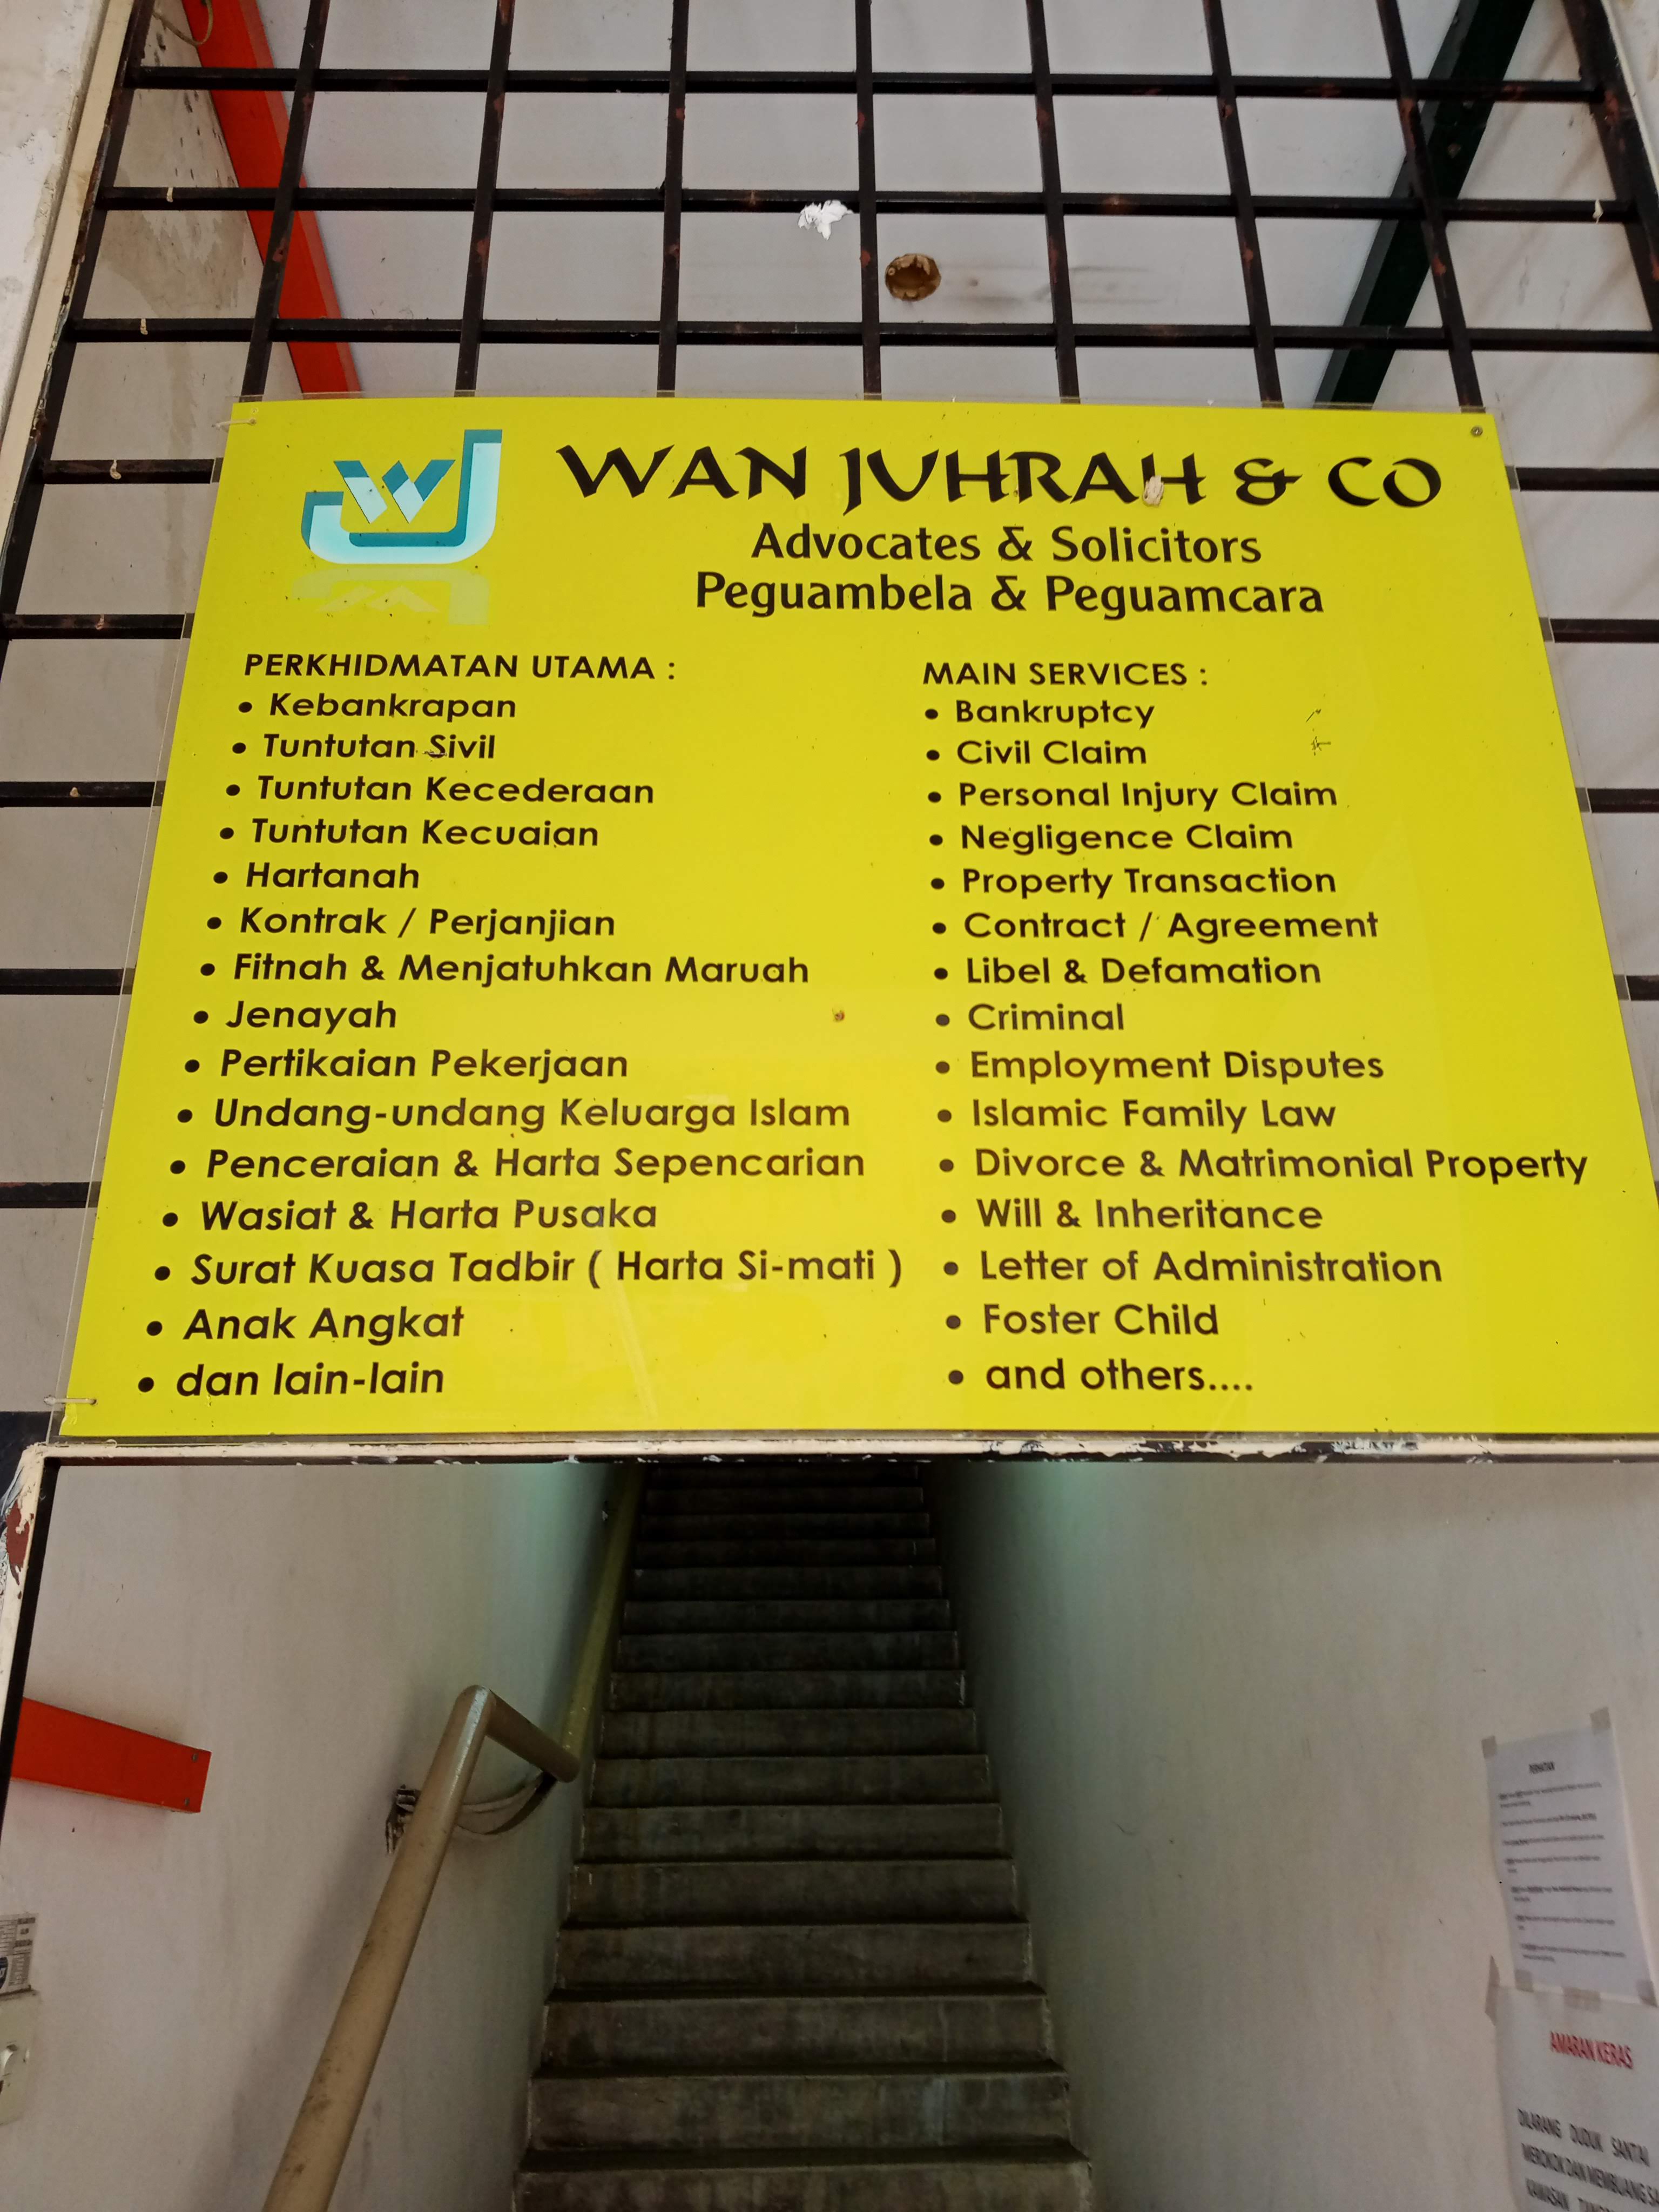 WJ
WAN JUHRAH & CO
Advocates & Solicitors
Peguambela & Peguamcara
PERKHIDMATAN UTAMA :
• Kebankrapan
• Tuntutan Sivil
• Tuntutan Kecederaan
• Tuntutan Kecuaian
• Hartanah
• Kontrak / Perjanjian
• Fitnah & Menjatuhkan Maruah
• Jenayah
• Pertikaian Pekerjaan
• Undang-undang Keluarga Islam
• Penceraian & Harta Sepencarian
• Wasiat & Harta Pusaka
• Surat Kuasa Tadbir ( Harta Si-mati )
• Anak Angkat
• dan lain-lain
MAIN SERVICES :
• Bankruptcy
• Civil Claim
• Personal Injury Claim
• Negligence Claim
• Property Transaction
• Contract / Agreement
• Libel & Defamation
• Criminal
• Employment Disputes
• Islamic Family Law
• Divorce & Matrimonial Property
• Will & Inheritance
• Letter of Administration
• Foster Child
• and others....
AMARAN KERAS
DILARANG DUDUK SANTAI
MEROKOK DAN MEMBUANG
KAWASAN